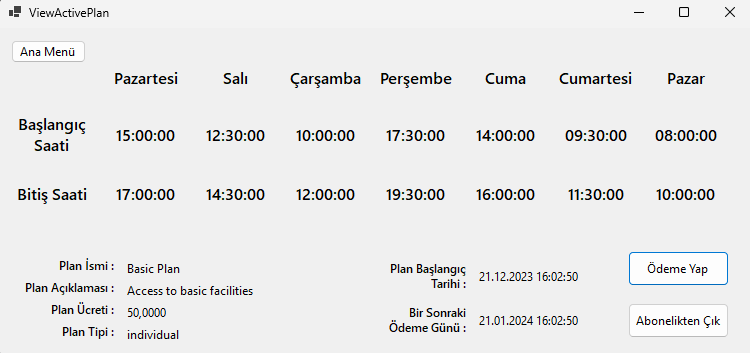 ViewActivePlan
Ana Menü
Pazartesi Salı Çarşamba Perşembe Cuma Cumartesi Pazar
Başlangıç
Saati
15:00:00 12:30:00 10:00:00 17:30:00 14:00:00 09:30:00 08:00:00
Bitiş Saati 17:00:00 14:30:00 12:00:00 19:30:00 16:00:00 11:30:00 10:00:00
Plan İsmi : Basic Plan
Plan Açıklaması : Access to basic facilities
Plan Ücreti : 50,0000
Plan Tipi : individual
Plan Başlangıç
Tarihi : 21.12.2023 16:02:50
Bir Sonraki
Ödeme Günü : 21.01.2024 16:02:50
Ödeme Yap
Abonelikten Çık